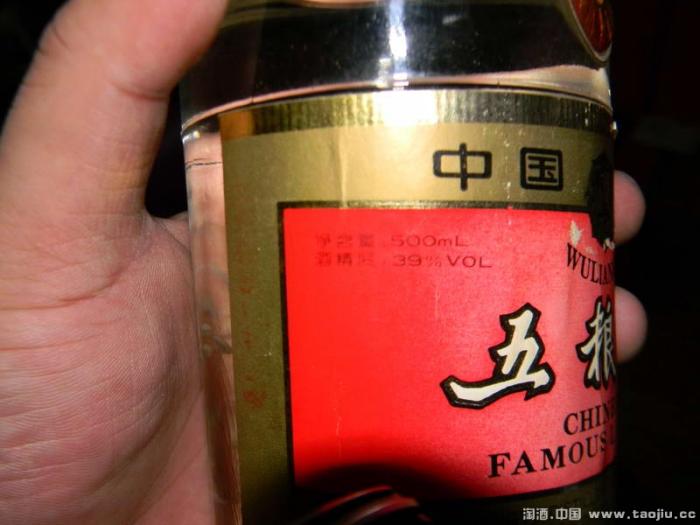 中国
净含量: 500mL
酒精度: 39%VOL
WULIAN
五粮
CHINE
FAMOUS
淘酒.中国 www.taojiu.cc